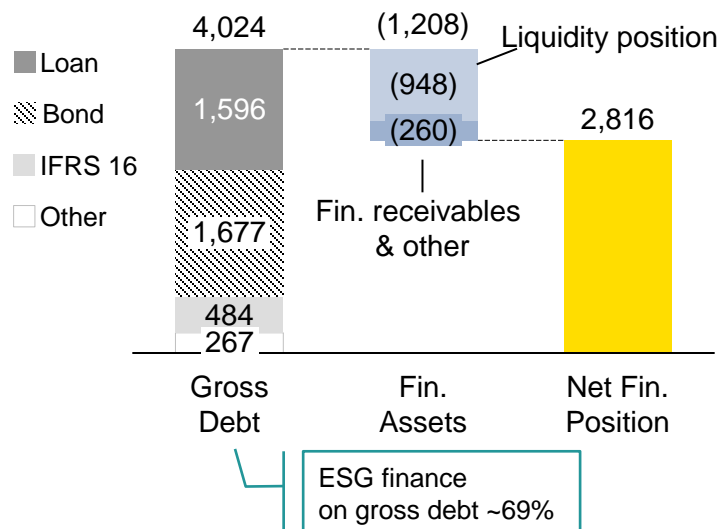 4,024
(1,208)
Liquidity position
Loan
Bond
IFRS 16
Other
1,596
1,677
484
267
(948)
(260)
Fin. receivables
& other
2,816
Gross
Debt
Fin.
Assets
Net Fin.
Position
ESG finance
on gross debt ~69%